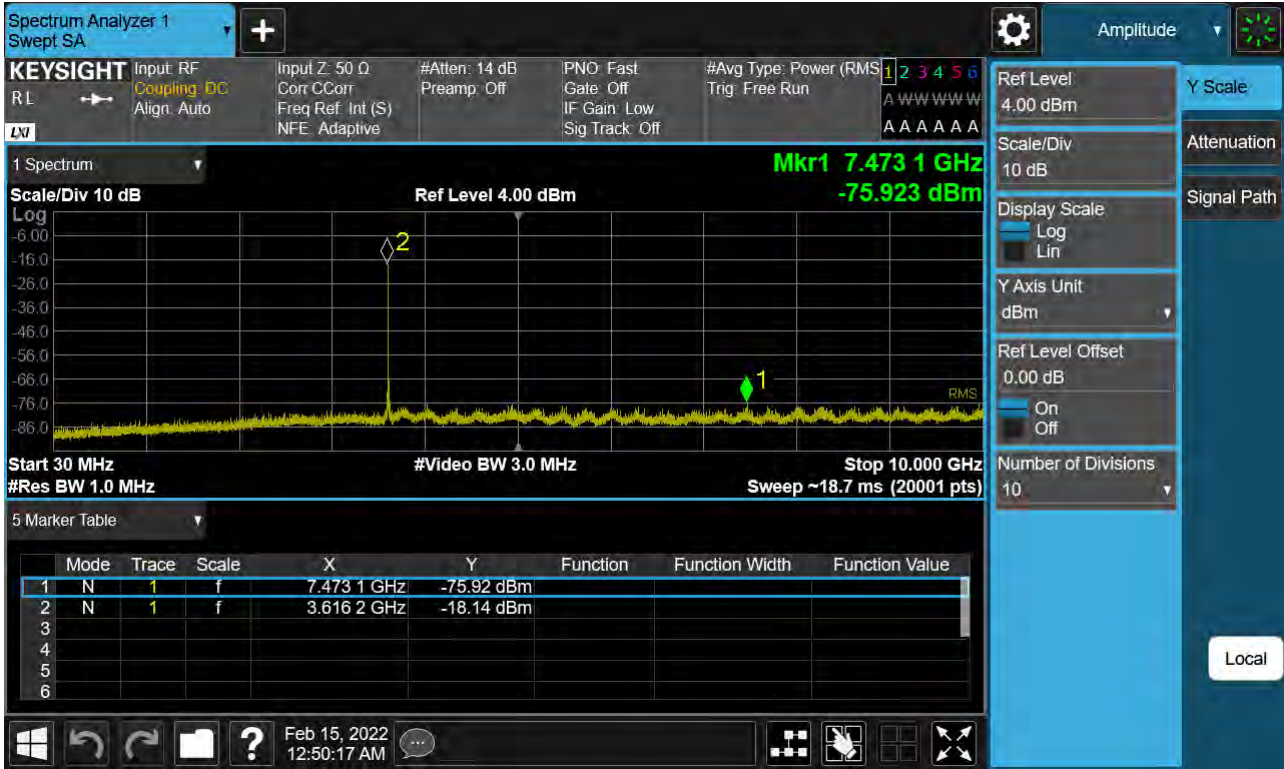 Spectrum Analyzer 1
Swept SA
Amplitude
KEYSIGHT
R L
LXI
Input: RF
Coupling: DC
Align: Auto
Input Z: 50 Ω
Corr CCorr
Freq Ref: Int (S)
NFE: Adaptive
#Atten: 14 dB
Preamp: Off
PNO: Fast
Gate: Off
IF Gain: Low
Sig Track: Off
#Avg Type: Power (RMS
Trig: Free Run
1 2 3 4 5 6
A W W W W W
A A A A A A
1 Spectrum
Mkr1 7.473 1 GHz
Scale/Div 10 dB
Ref Level 4.00 dBm
-75.923 dBm
Log
-6.00
-16.0
-26.0
-36.0
-46.0
-56.0
-66.0
-76.0
-86.0
2
1
RMS
Start 30 MHz
#Video BW 3.0 MHz
Stop 10.000 GHz
#Res BW 1.0 MHz
Sweep ~18.7 ms (20001 pts)
5 Marker Table
Mode Trace Scale X Y Function Function Width Function Value
1 N 1 f 7.473 1 GHz -75.92 dBm
2 N 1 f 3.616 2 GHz -18.14 dBm
3
4
5
6
Ref Level
4.00 dBm
Scale/Div
10 dB
Display Scale
Log
Lin
Y Axis Unit
dBm
Ref Level Offset
0.00 dB
On
Off
Number of Divisions
10
Y Scale
Attenuation
Signal Path
Local
?
Feb 15, 2022
12:50:17 AM